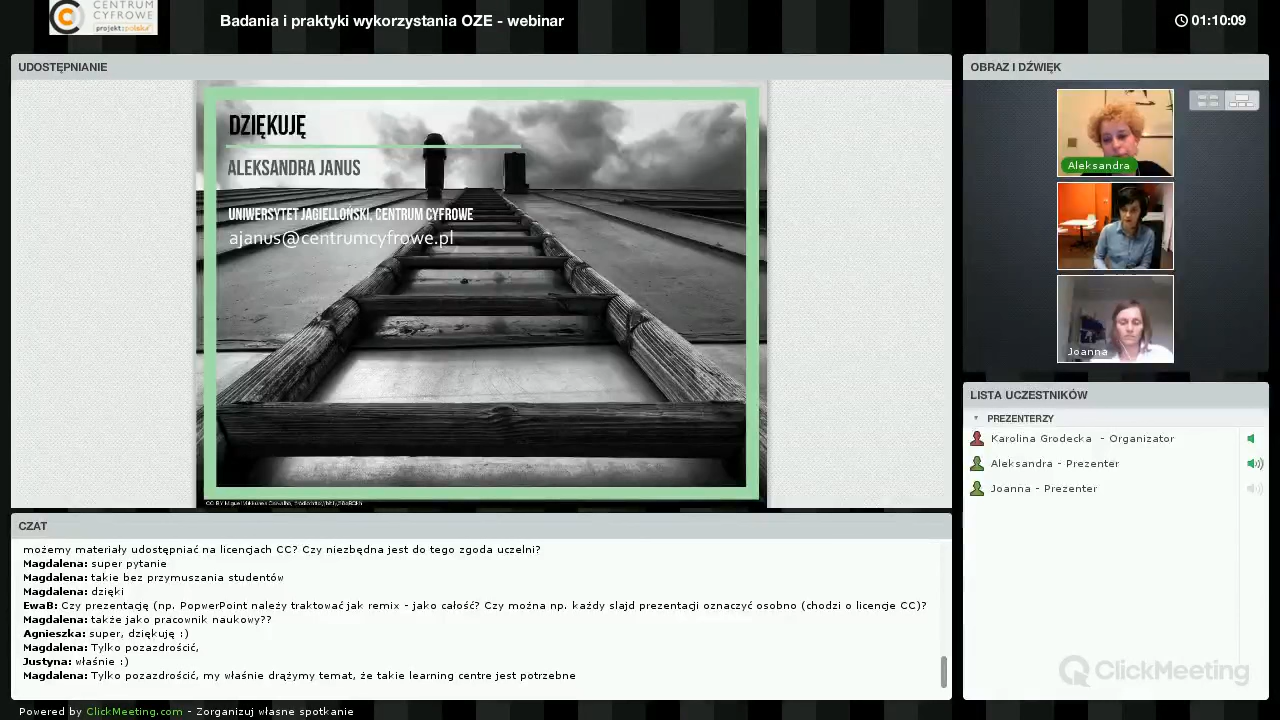 CENTRUM
CYFROWE
projekt: polska
Badania i praktyki wykorzystania OZE - webinar
01:10:09
UDOSTĘPNIANIE
DZIĘKUJĘ
ALEKSANDRA JANUS
UNIWERSYTET JAGIELLOŃSKI, CENTRUM CYFROWE
ajanus@centrumcyfrowe.pl
OBRAZ I DŹWIĘK
Aleksandra
Joanna
LISTA UCZESTNIKÓW
PREZENTERZY
Karolina Grodecka - Organizator
Aleksandra - Prezenter
Joanna - Prezenter
CZAT
możemy materiały udostępniać na licencjach CC? Czy niezbędna jest do tego zgoda uczelni?
Magdalena: super pytanie
Magdalena: takie bez przymuszania studentów
Magdalena: dzięki
EwaB: Czy prezentację (np. PopwerPoint należy traktować jak remix - jako całość? Czy można np. każdy slajd prezentacji oznaczyć osobno (chodzi o licencje CC)?
Magdalena: także jako pracownik naukowy??
Agnieszka: super, dziękuję :)
Magdalena: Tylko pozazdrościć,
Justyna: właśnie :)
Magdalena: Tylko pozazdrościć, my właśnie drążymy temat, że takie learning centre jest potrzebne
ClickMeeting
Powered by ClickMeeting.com - Zorganizuj własne spotkanie